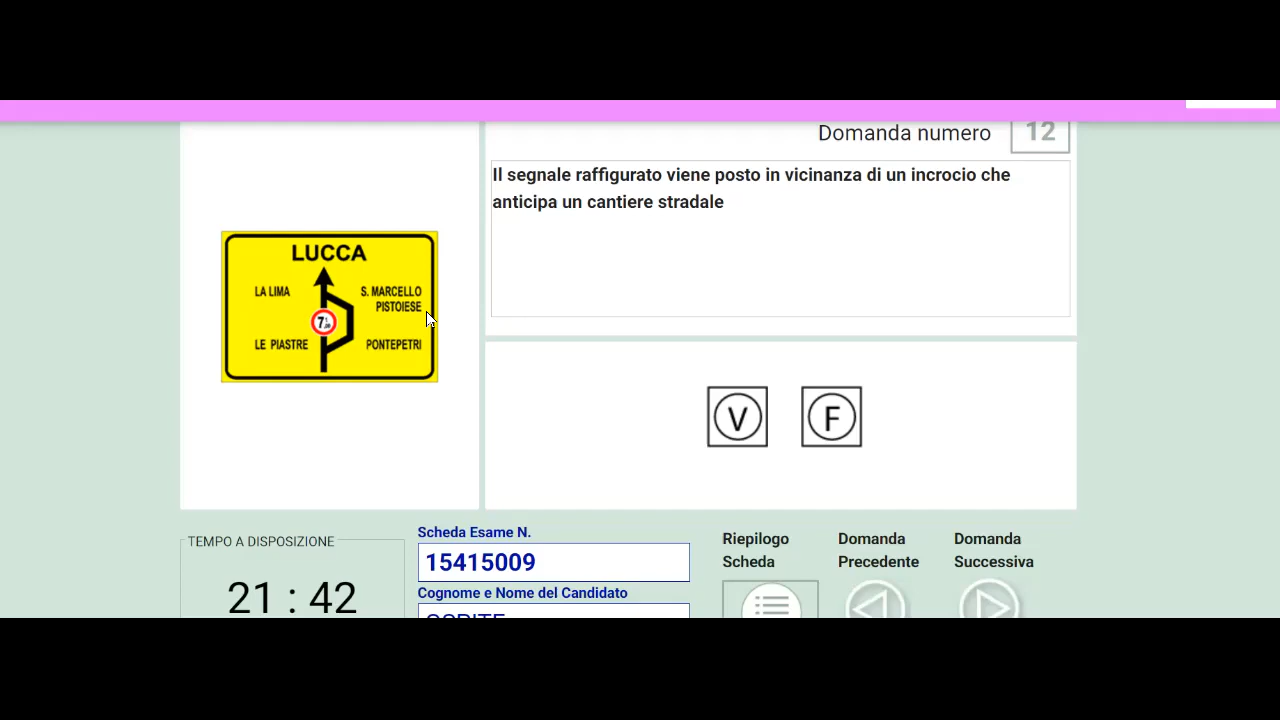 Domanda numero 12
Il segnale raffigurato viene posto in vicinanza di un incrocio che
anticipa un cantiere stradale
LUCCA
LA LIMA
S. MARCELLO
PISTOIESE
LE PIASTRE
PONTEPETRI
V F
TEMPO A DISPOSIZIONE
21 : 42
Scheda Esame N.
15415009
Cognome e Nome del Candidato
Riepilogo
Scheda
Domanda
Precedente
Domanda
Successiva